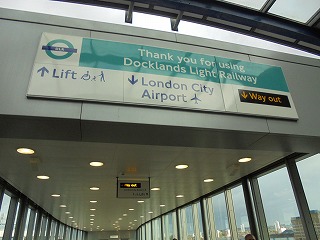 DLR
Thank you for using
Docklands Light Railway
↑ Lift
↓ London City
Airport
↓ Way out